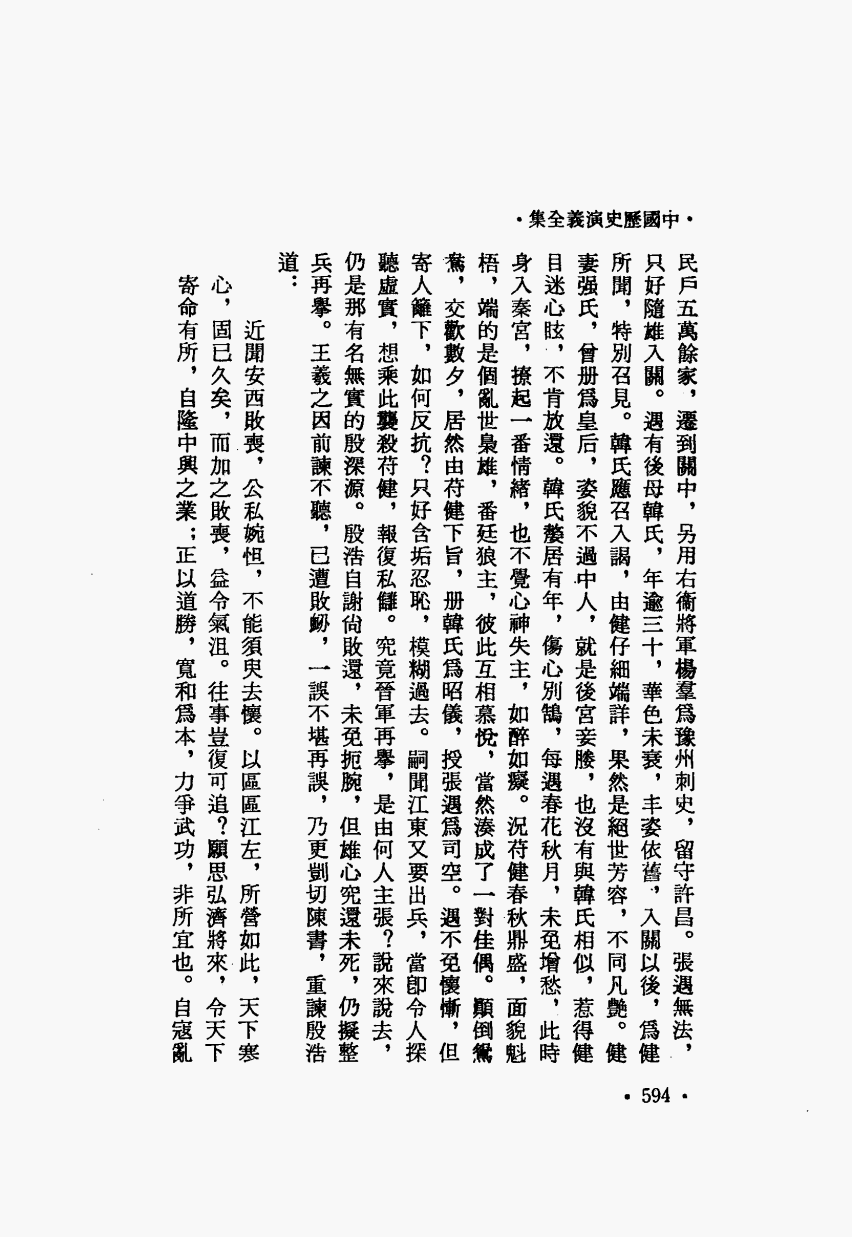 •中國歷史演義全集•
民戶五萬餘家，遷到關中，另用右衞將軍楊羣爲豫州刺史，留守許昌。張遇無法，
只好隨雄入關。遇有後母韓氏，年逾三十，華色未衰，丰姿依舊，入關以後，爲健
所聞，特別召見。韓氏應召入謁，由健仔細端詳，果然是絕世芳容，不同凡艷。健
妻强氏，曾册爲皇后，姿貌不過中人，就是後宮妾媵，也沒有與韓氏相似，惹得健
目迷心眩，不肯放還。韓氏嫠居有年，傷心別鵠，每遇春花秋月，未免增愁，此時
身入秦宮，撩起一番情緒，也不覺心神失主，如醉如癡。況苻健春秋鼎盛，面貌魁
梧，端的是個亂世梟雄，番廷狼主，彼此互相慕悅，當然湊成了一對佳偶。顚倒鴛
鴦，交歡數夕，居然由苻健下旨，册韓氏爲昭儀，授張遇爲司空。遇不免懷慚，但
寄人籬下，如何反抗？只好含垢忍恥，模糊過去。嗣聞江東又要出兵，當卽令人探
聽虛實，想乘此襲殺苻健，報復私讎。究竟晉軍再擧，是由何人主張？說來說去，
仍是那有名無實的殷深源。殷浩自謝尙敗還，未免扼腕，但雄心究還未死，仍擬整
兵再擧。王羲之因前諫不聽，已遭敗衂，一誤不堪再誤，乃更剴切陳書，重諫殷浩
道：
近聞安西敗喪，公私婉怛，不能須臾去懷。以區區江左，所營如此，天下寒
心，固已久矣，而加之敗喪，益令氣沮。往事豈復可追？願思弘濟將來，令天下
寄命有所，自隆中興之業；正以道勝，寬和爲本，力爭武功，非所宜也。自寇亂
• 594 •